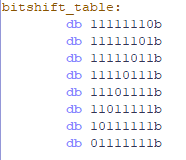 bitshift_table:
db 11111110b
db 11111101b
db 11111011b
db 11110111b
db 11101111b
db 11011111b
db 10111111b
db 01111111b